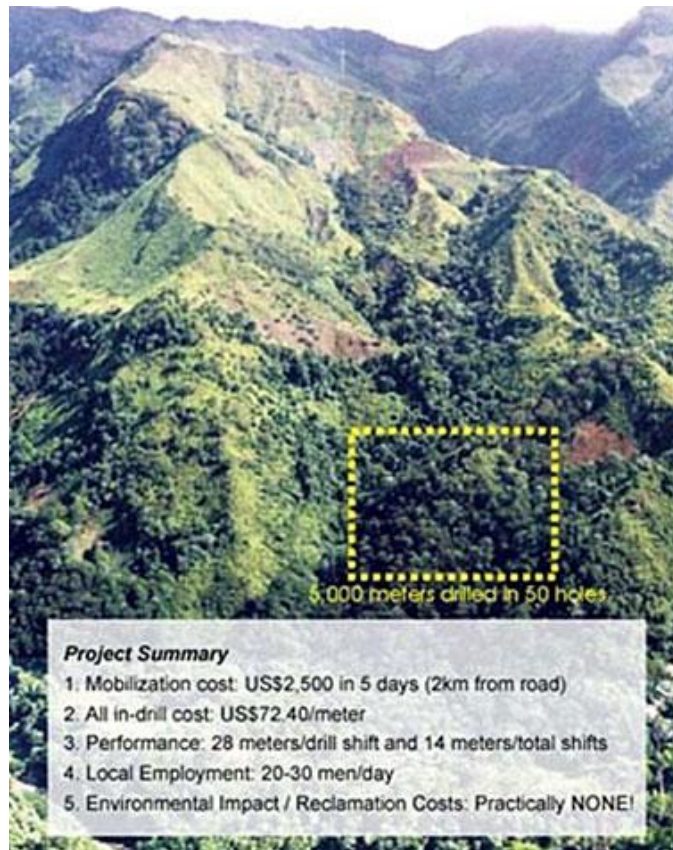 5,000 meters drilled in 50 holes
Project Summary
1. Mobilization cost: US$2,500 in 5 days (2km from road)
2. All in-drill cost: US$72.40/meter
3. Performance: 28 meters/drill shift and 14 meters/total shifts
4. Local Employment: 20-30 men/day
5. Environmental Impact / Reclamation Costs: Practically NONE!